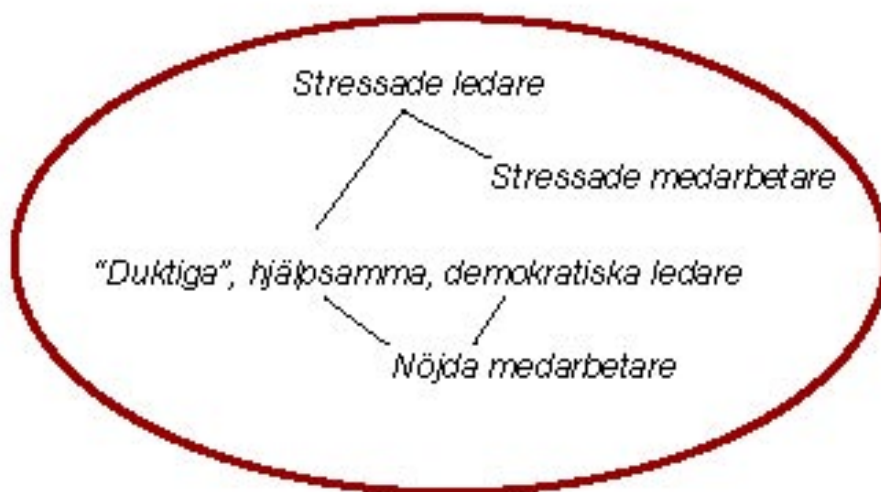 Stressade ledare
Stressade medarbetare
"Duktiga", hjälpsamma, demokratiska ledare
Nöjda medarbetare